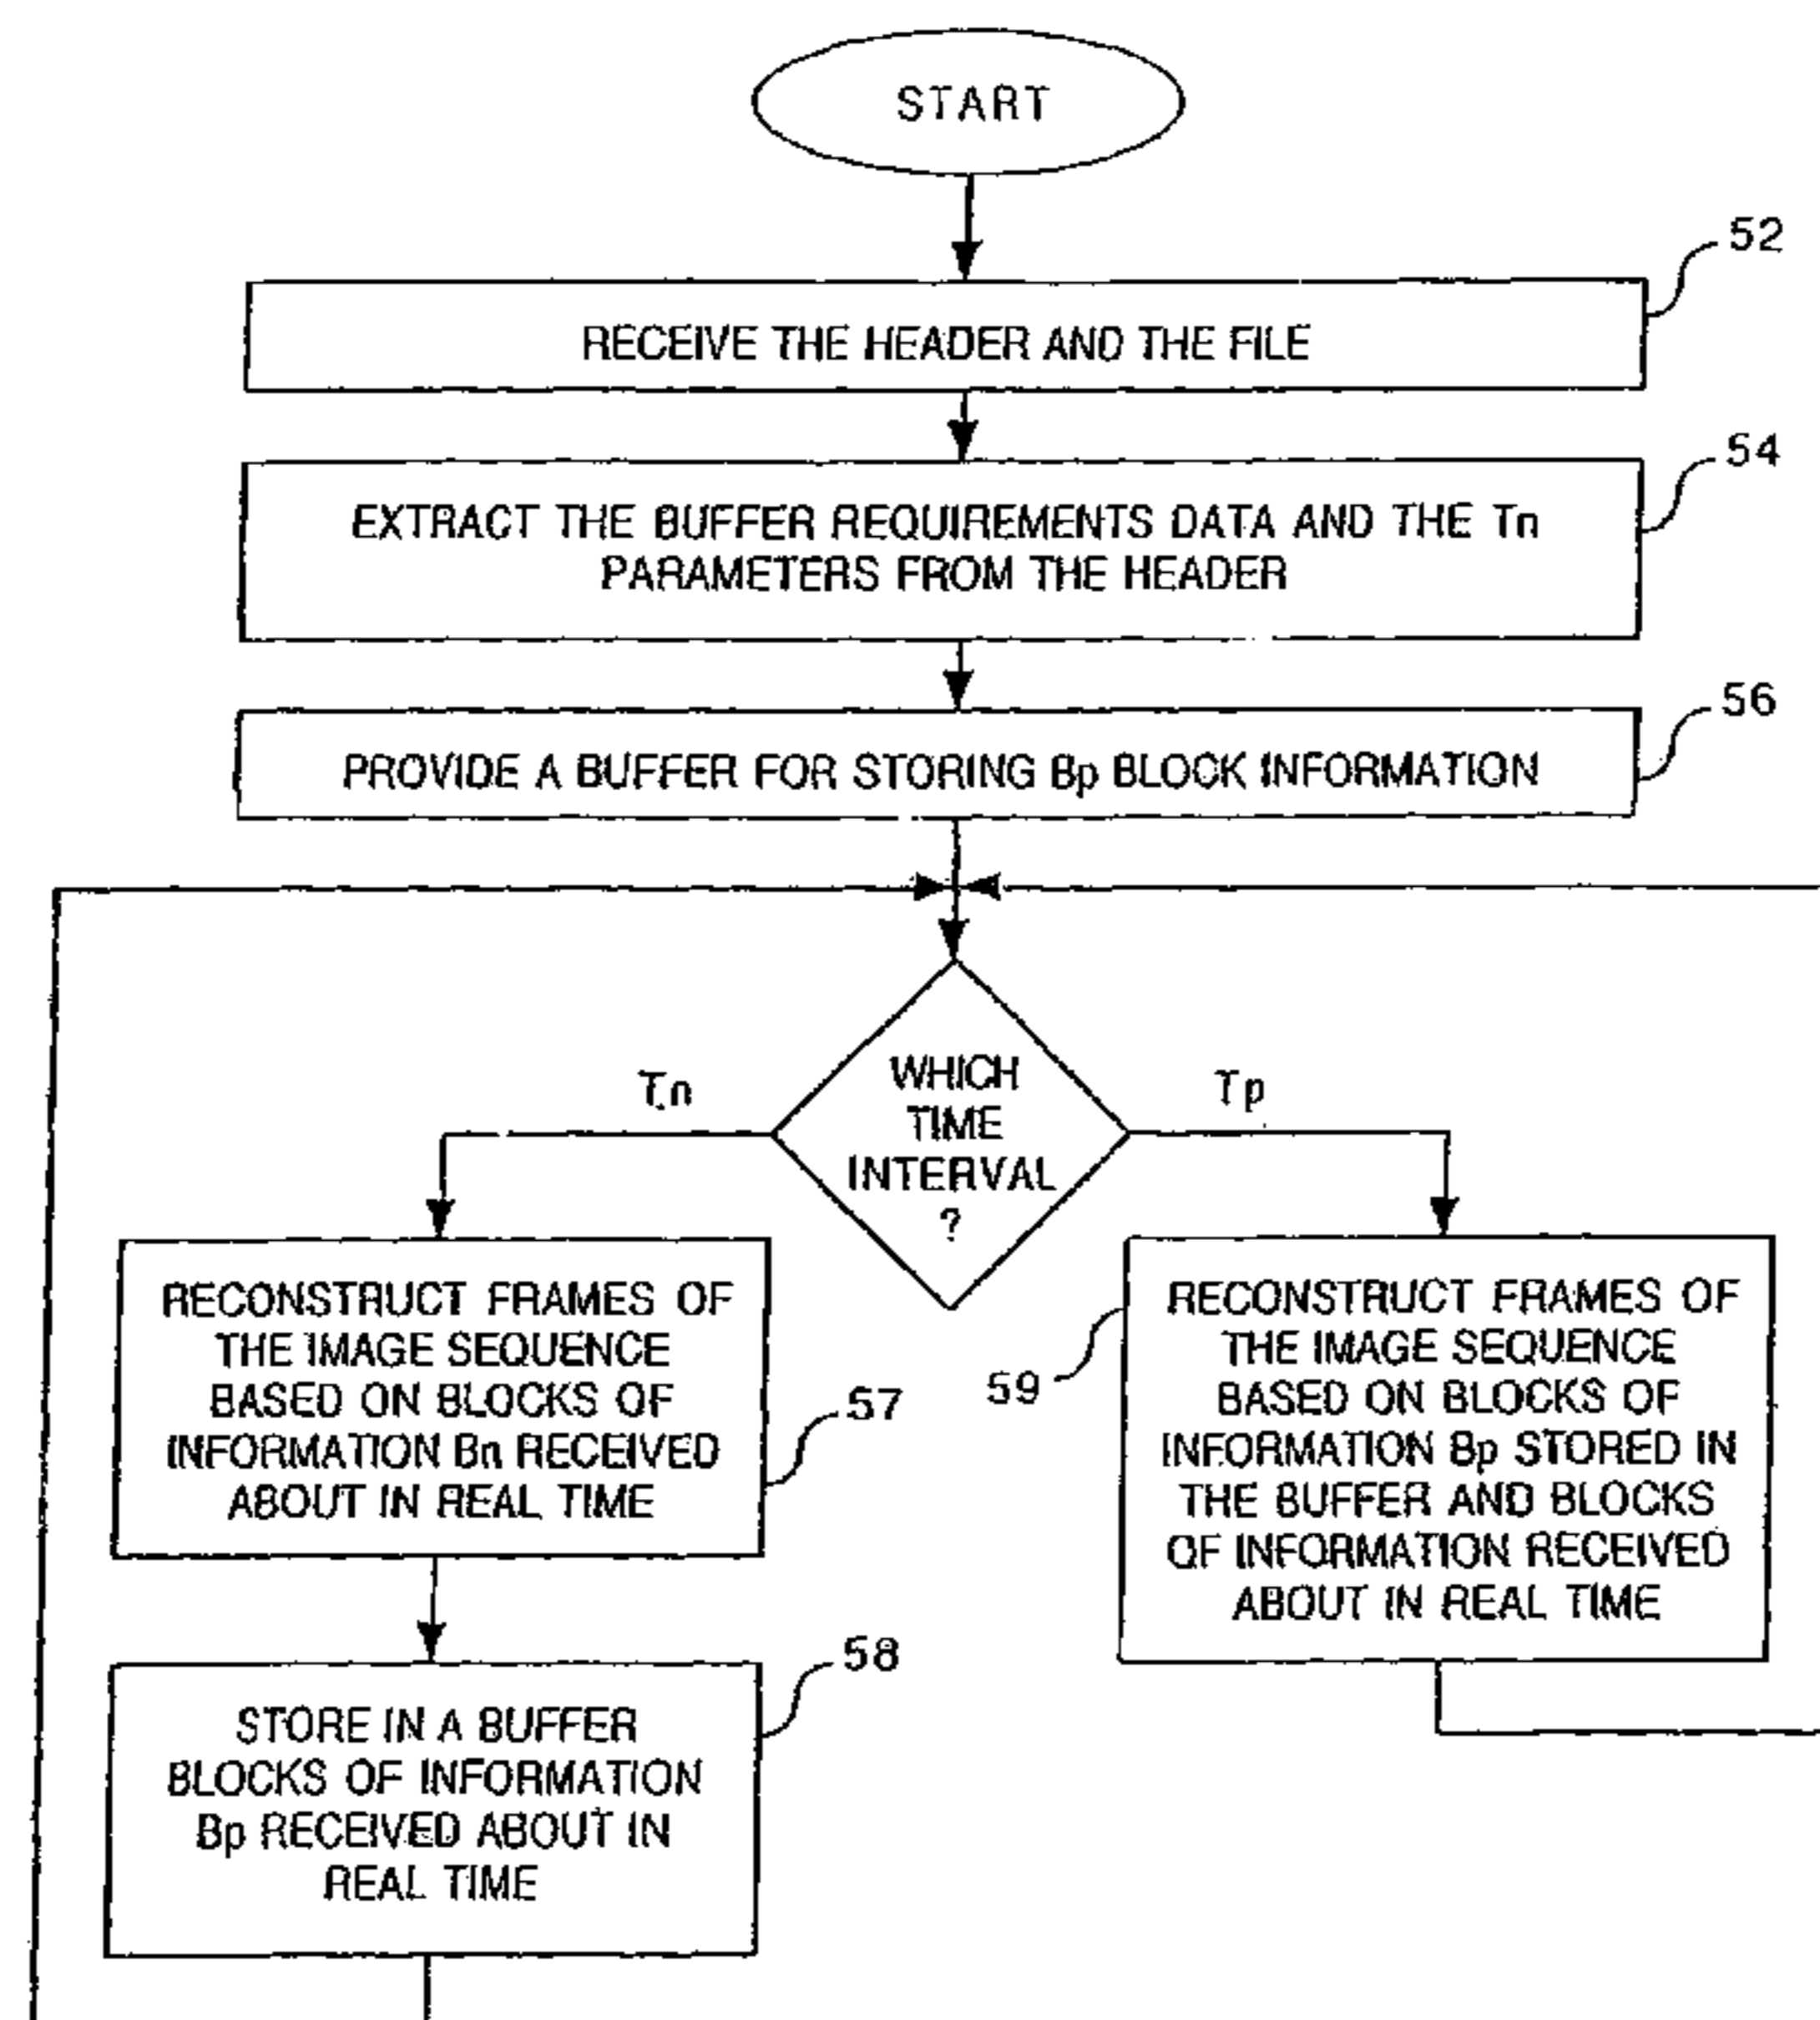 START
52
RECEIVE THE HEADER AND THE FILE
54
EXTRACT THE BUFFER REQUIREMENTS DATA AND THE Tn
PARAMETERS FROM THE HEADER
56
PROVIDE A BUFFER FOR STORING Bp BLOCK INFORMATION
WHICH
TIME
INTERVAL
?
Tn
Tp
RECONSTRUCT FRAMES OF
THE IMAGE SEQUENCE
BASED ON BLOCKS OF
INFORMATION Bn RECEIVED
ABOUT IN REAL TIME
57
59
RECONSTRUCT FRAMES OF
THE IMAGE SEQUENCE
BASED ON BLOCKS OF
INFORMATION Bp STORED IN
THE BUFFER AND BLOCKS
OF INFORMATION RECEIVED
ABOUT IN REAL TIME
58
STORE IN A BUFFER
BLOCKS OF INFORMATION
Bp RECEIVED ABOUT IN
REAL TIME